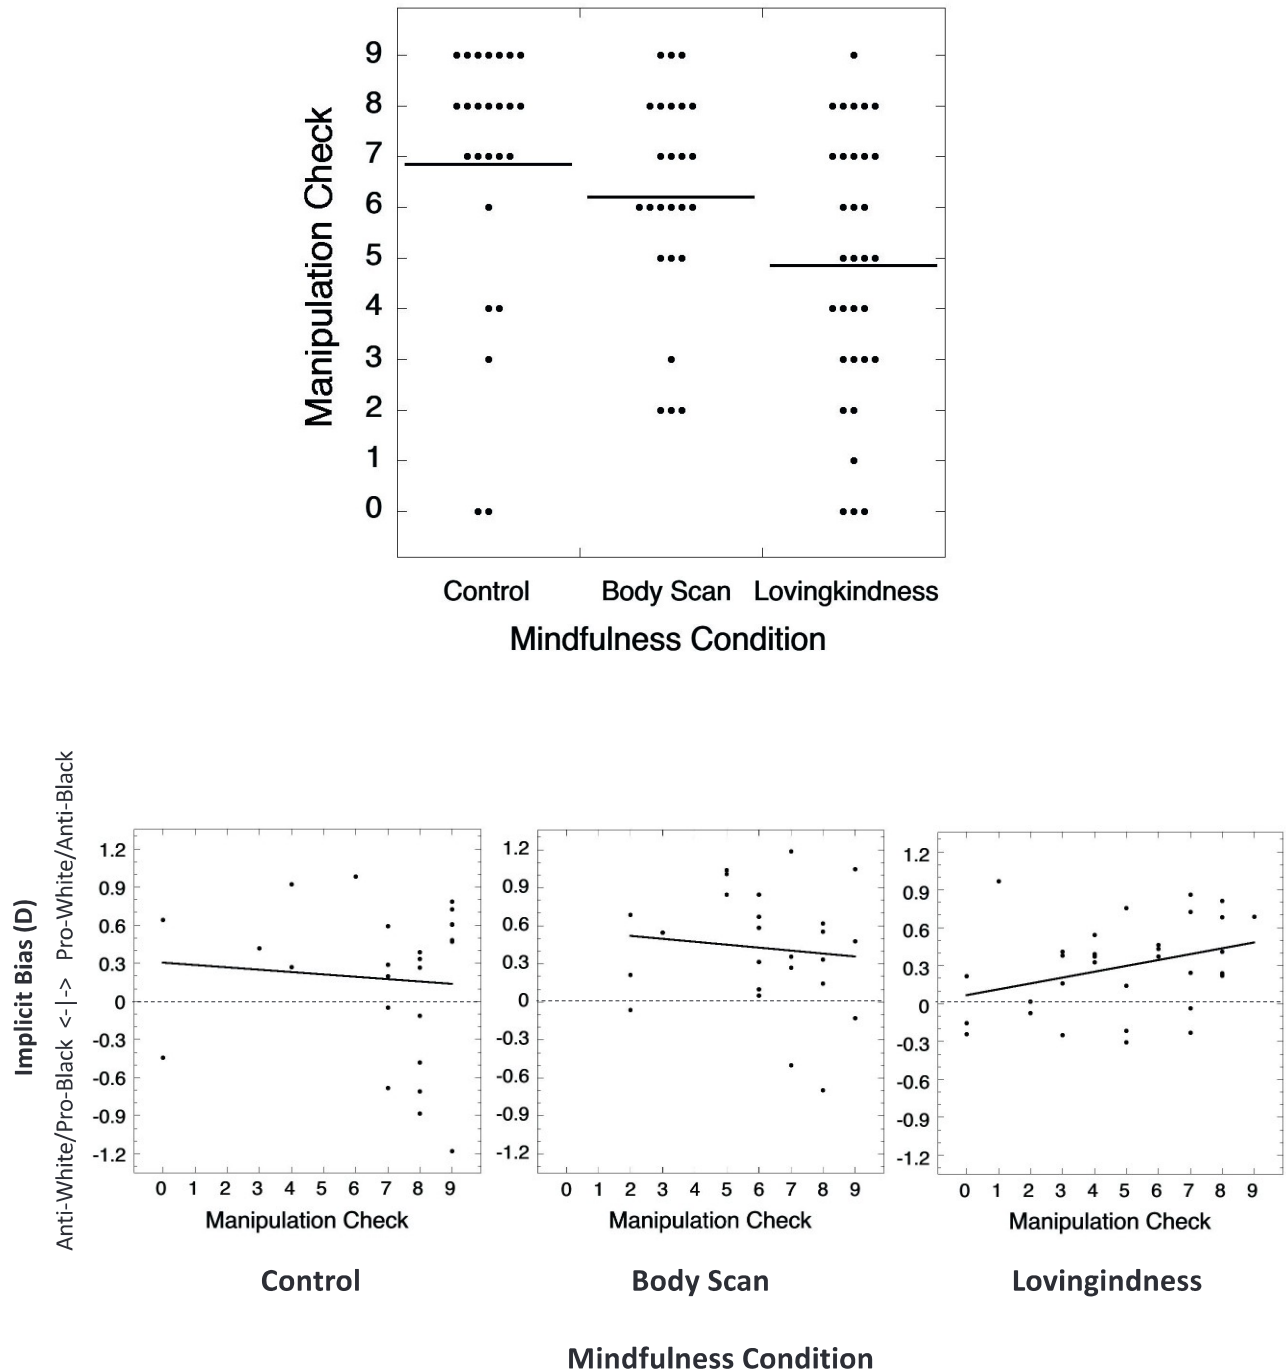 Manipulation Check
9
8
7
6
5
4
3
2
1
0
Control Body Scan Lovingkindness
Mindfulness Condition
Implicit Bias (D)
Anti-White/Pro-Black <-|-> Pro-White/Anti-Black
1.2
0.9
0.6
0.3
0
-0.3
-0.6
-0.9
-1.2
0 1 2 3 4 5 6 7 8 9
Manipulation Check
Control
1.2
0.9
0.6
0.3
0
-0.3
-0.6
-0.9
-1.2
0 1 2 3 4 5 6 7 8 9
Manipulation Check
Body Scan
1.2
0.9
0.6
0.3
0
-0.3
-0.6
-0.9
-1.2
0 1 2 3 4 5 6 7 8 9
Manipulation Check
Lovingindness
Mindfulness Condition